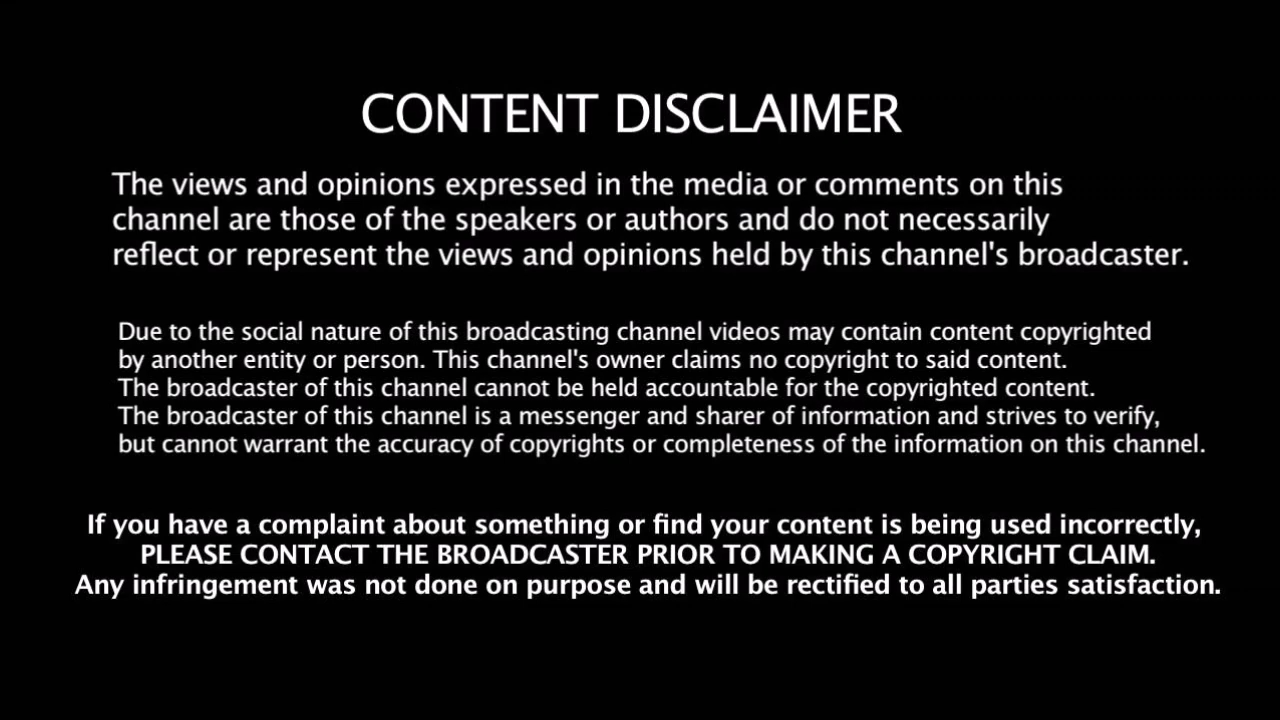 CONTENT DISCLAIMER
The views and opinions expressed in the media or comments on this
channel are those of the speakers or authors and do not necessarily
reflect or represent the views and opinions held by this channel's broadcaster.
Due to the social nature of this broadcasting channel videos may contain content copyrighted
by another entity or person. This channel's owner claims no copyright to said content.
The broadcaster of this channel cannot be held accountable for the copyrighted content.
The broadcaster of this channel is a messenger and sharer of information and strives to verify,
but cannot warrant the accuracy of copyrights or completeness of the information on this channel.
If you have a complaint about something or find your content is being used incorrectly,
PLEASE CONTACT THE BROADCASTER PRIOR TO MAKING A COPYRIGHT CLAIM.
Any infringement was not done on purpose and will be rectified to all parties satisfaction.